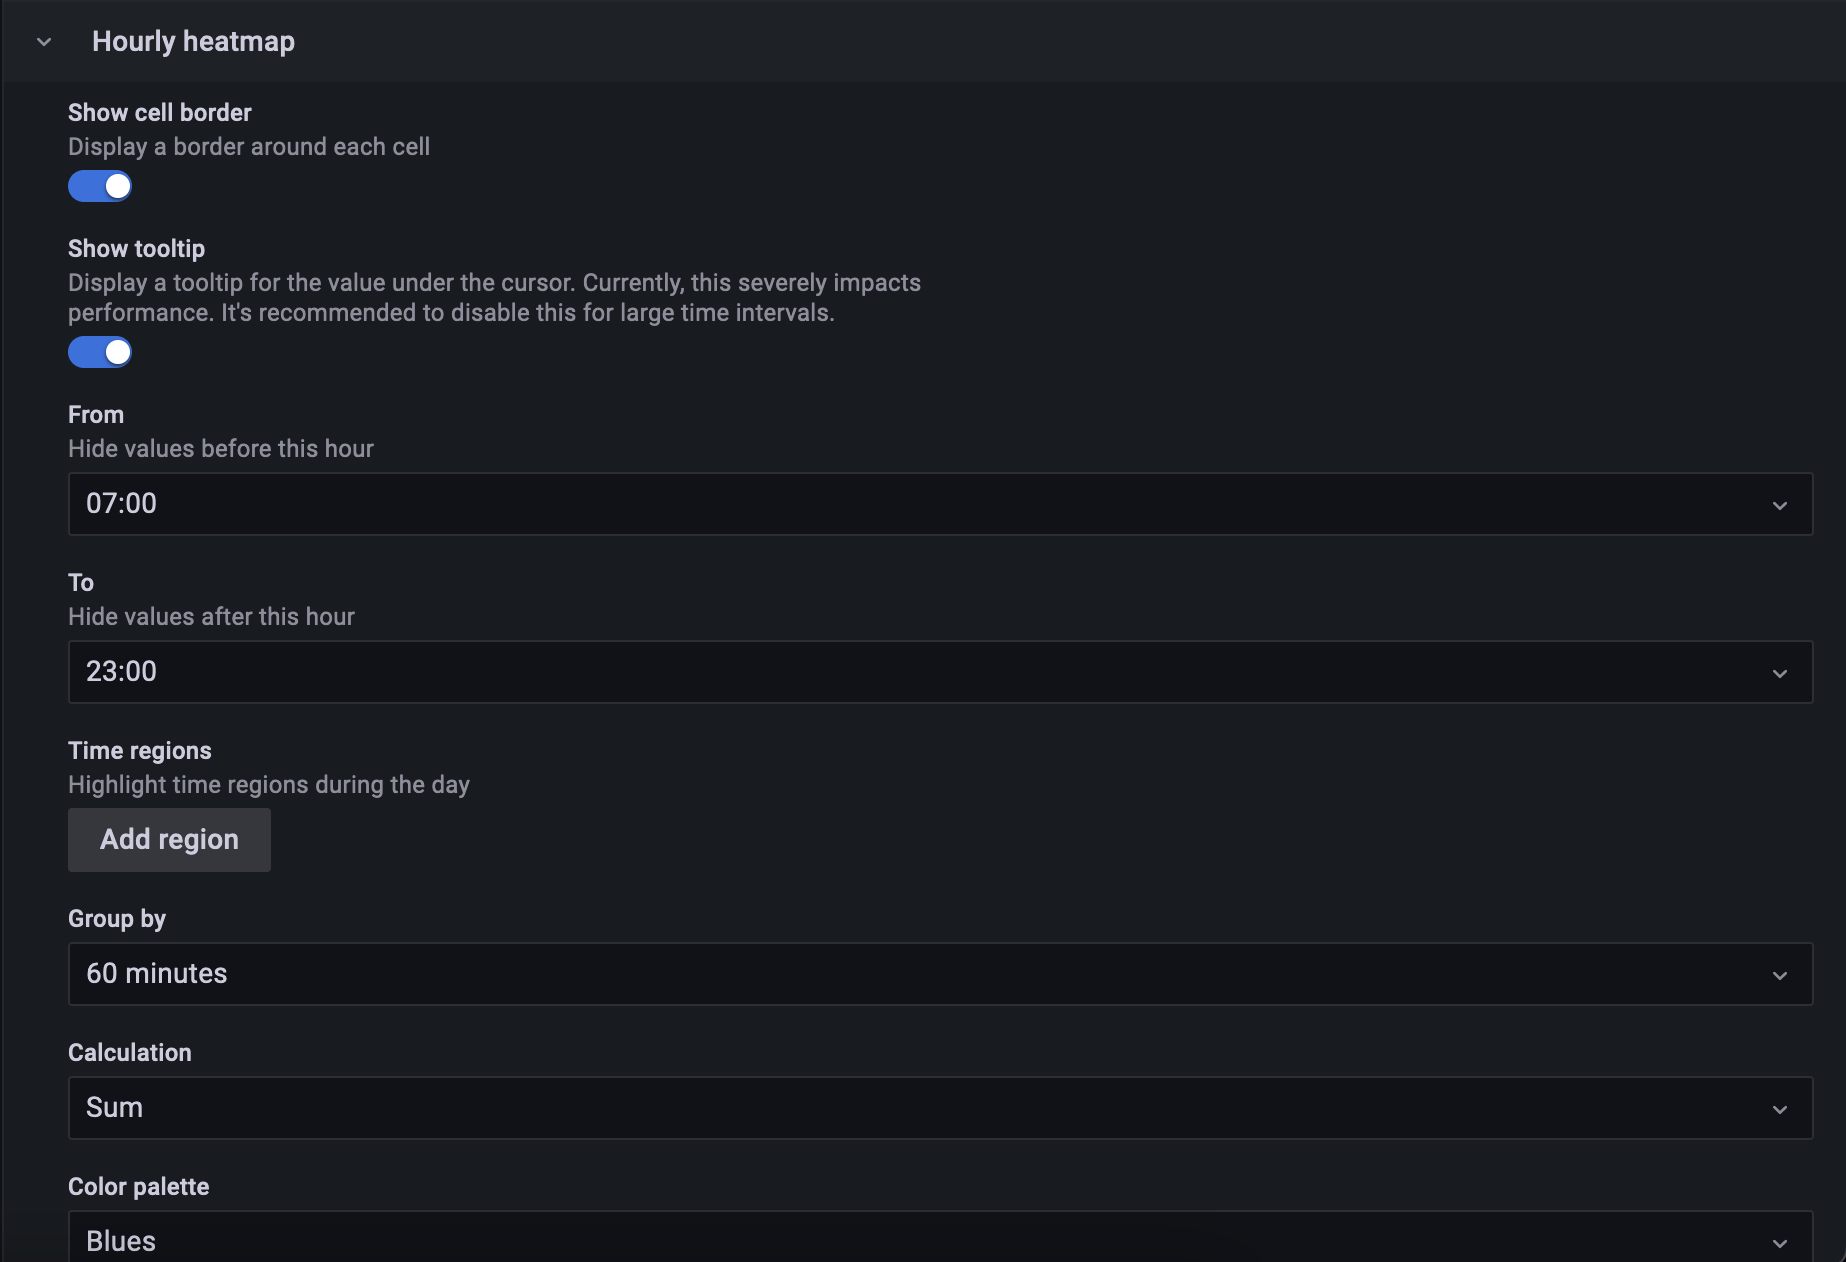 Hourly heatmap
Show cell border
Display a border around each cell
Show tooltip
Display a tooltip for the value under the cursor. Currently, this severely impacts
performance. It's recommended to disable this for large time intervals.
From
Hide values before this hour
07:00
To
Hide values after this hour
23:00
Time regions
Highlight time regions during the day
Add region
Group by
60 minutes
Calculation
Sum
Color palette
Blues